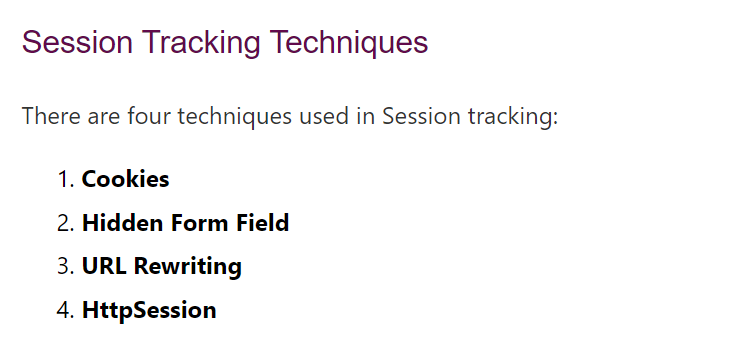 Session Tracking Techniques
There are four techniques used in Session tracking:
1. Cookies
2. Hidden Form Field
3. URL Rewriting
4. HttpSession